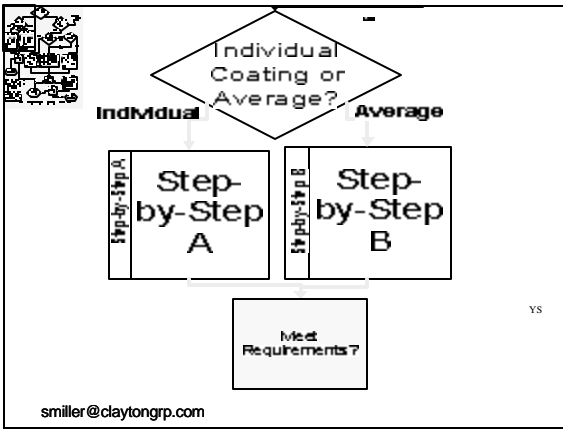 Individual
Coating or
Average?
Individual
Average
Step-by-Step A
Step-
by-Step
A
Step-by-Step B
Step-
by-Step
B
Meet
Requirements?
YS
smiller@claytongrp.com